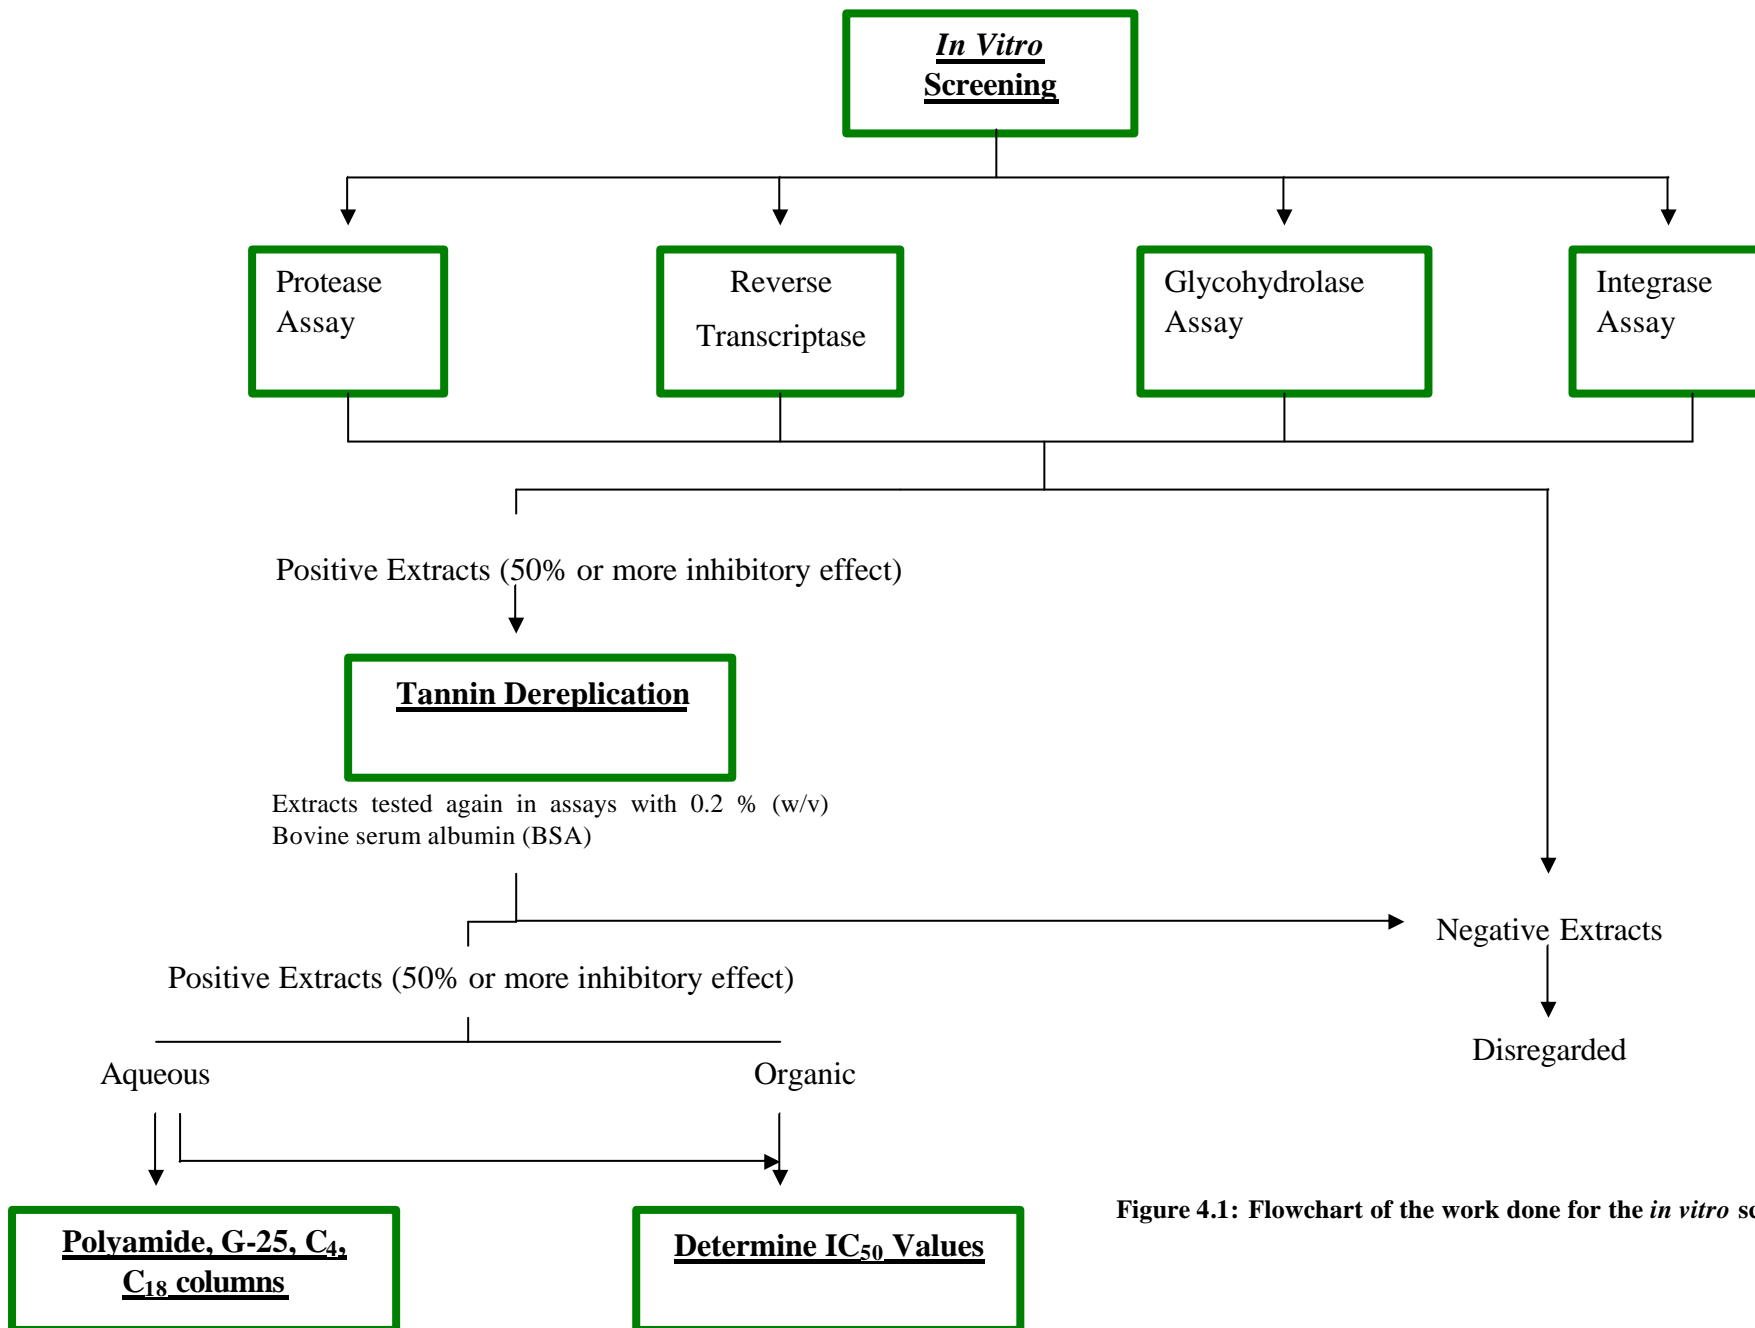 In Vitro
Screening
Protease
Assay
Reverse
Transcriptase
Glycohydrolase
Assay
Integrase
Assay
Positive Extracts (50% or more inhibitory effect)
Tannin Dereplication
Extracts tested again in assays with 0.2 % (w/v)
Bovine serum albumin (BSA)
Negative Extracts
Positive Extracts (50% or more inhibitory effect)
Disregarded
Aqueous
Organic
Polyamide, G-25, C₄,
C₁₈ columns
Determine IC₅₀ Values
Figure 4.1: Flowchart of the work done for the in vitro